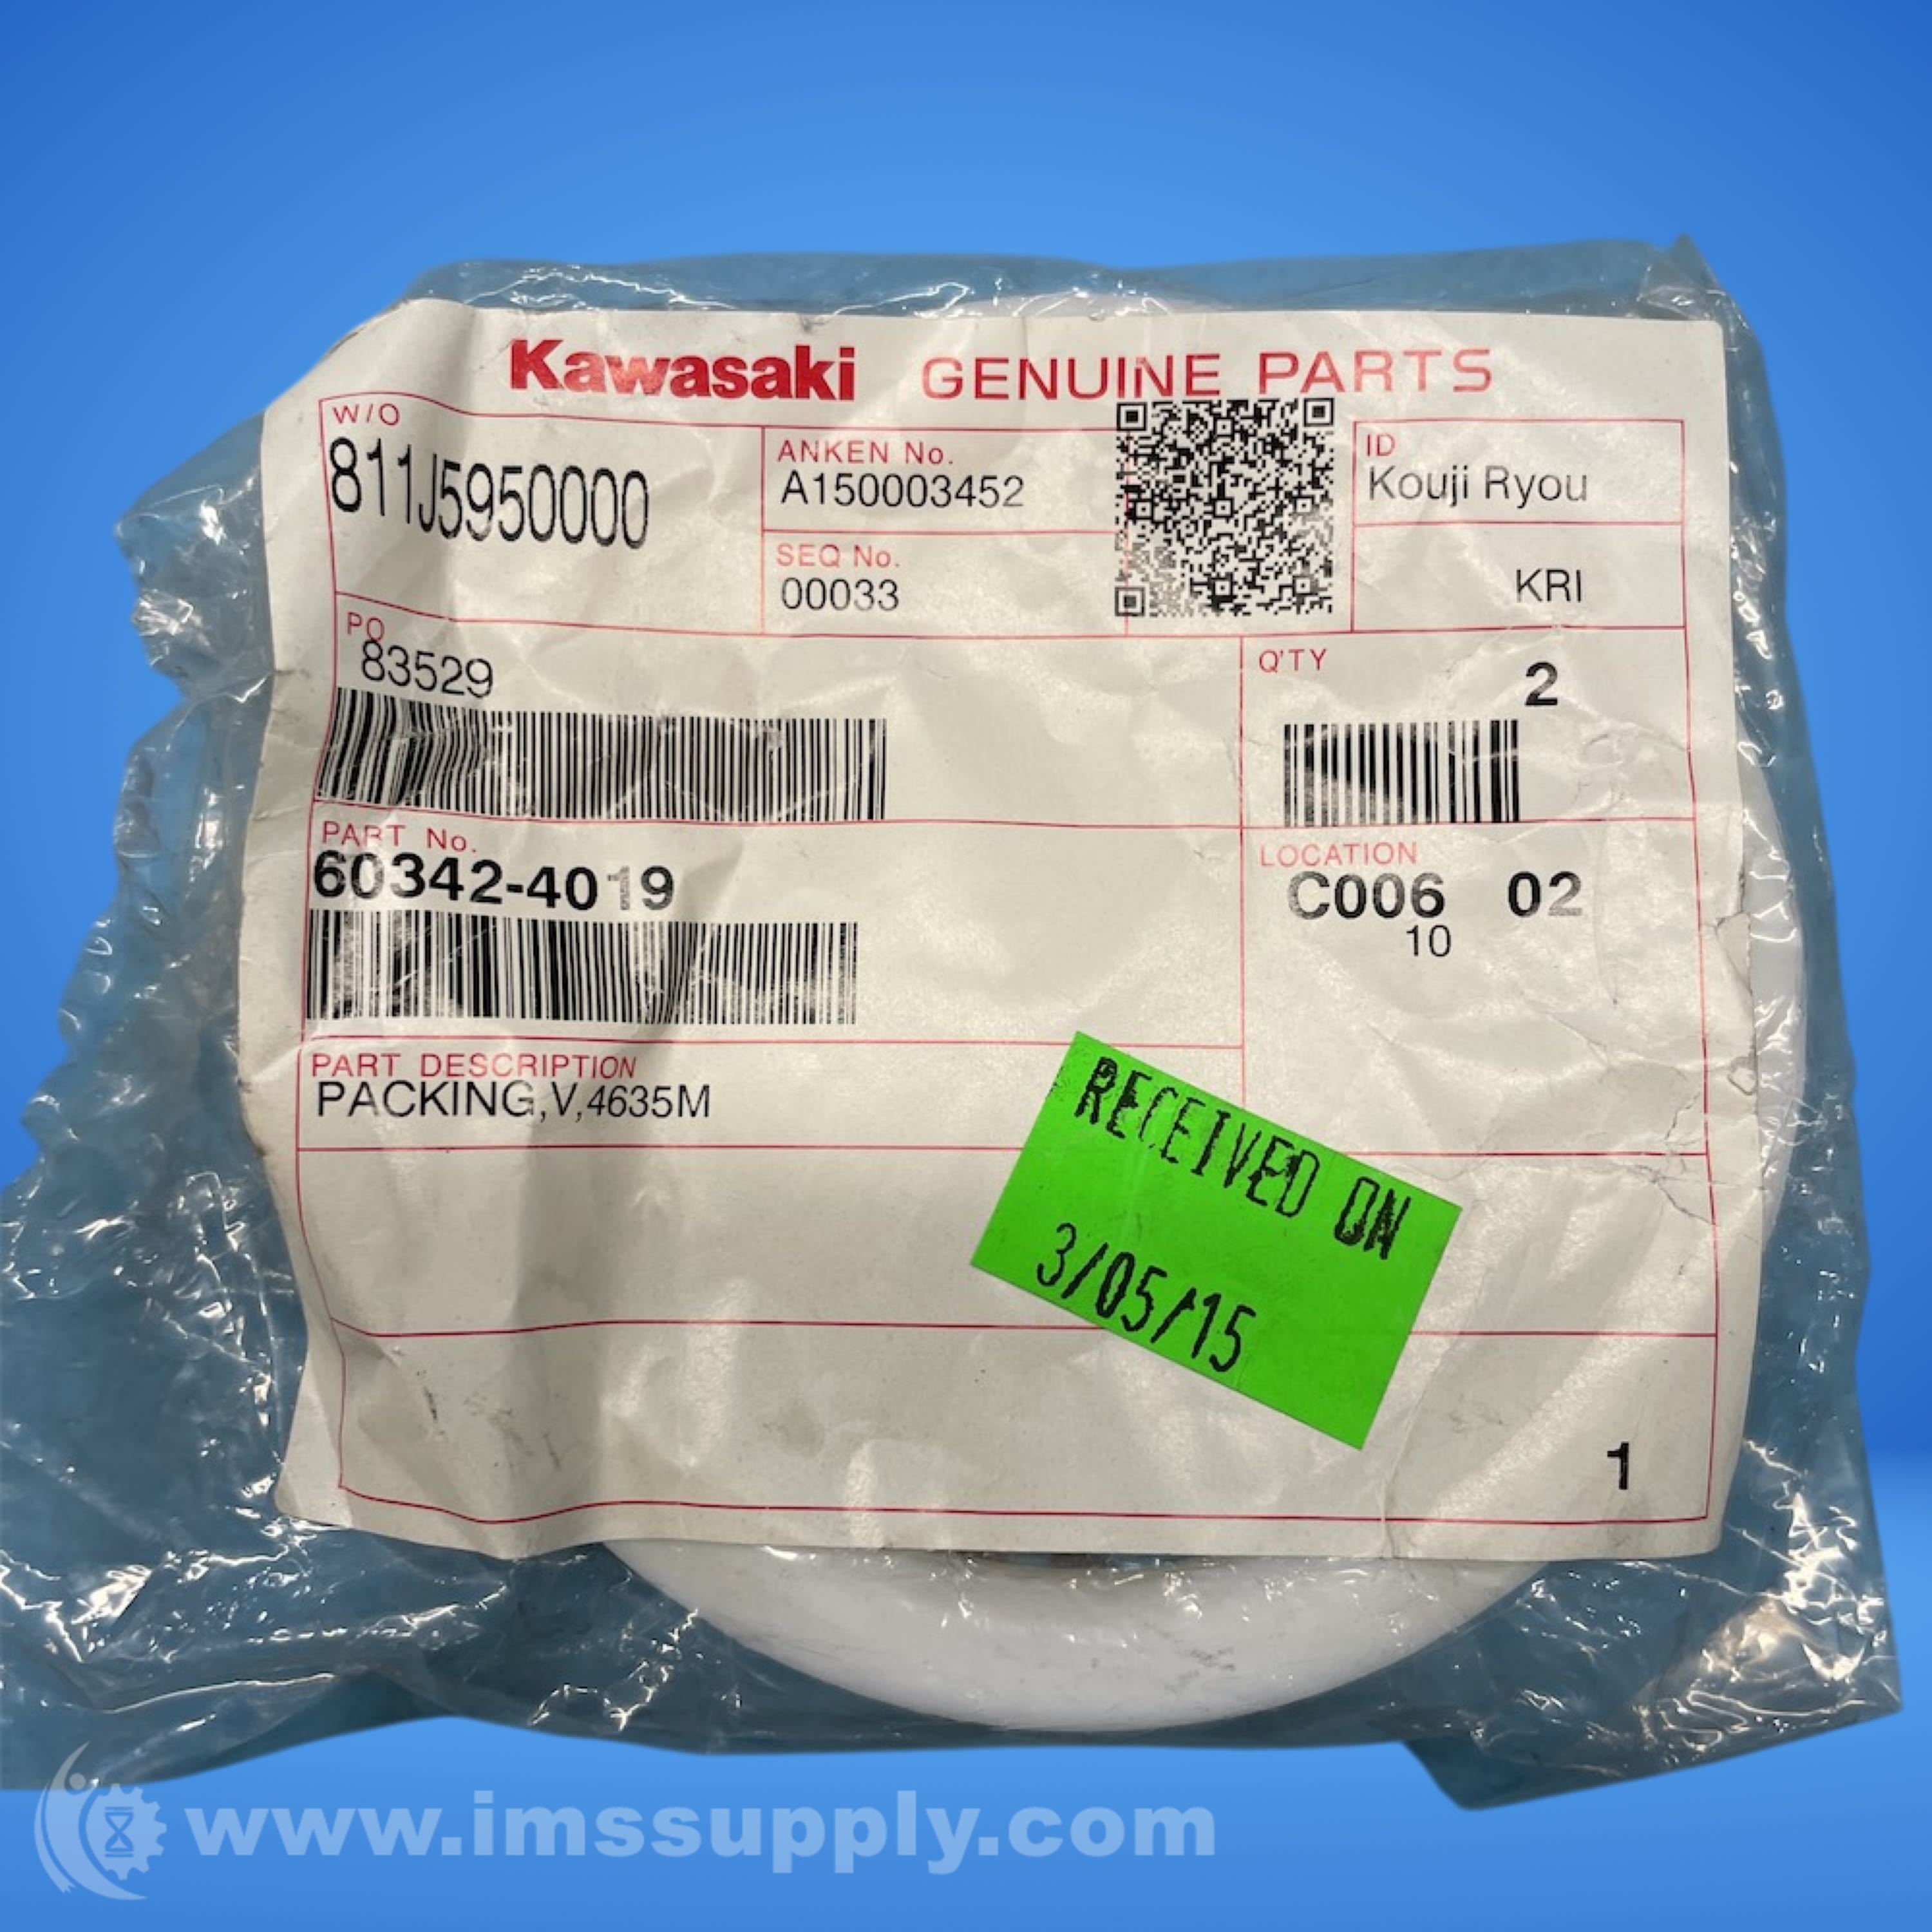 Kawasaki GENUINE PARTS
W/O
811J5950000
ANKEN No.
A150003452
SEQ No.
00033
ID
Kouji Ryou
KRI
PO
83529
Q'TY
2
PART No.
60342-4019
LOCATION
C006 02
10
PART DESCRIPTION
PACKING,V,4635M
RECEIVED ON
3/05/15
1
www.imssupply.com